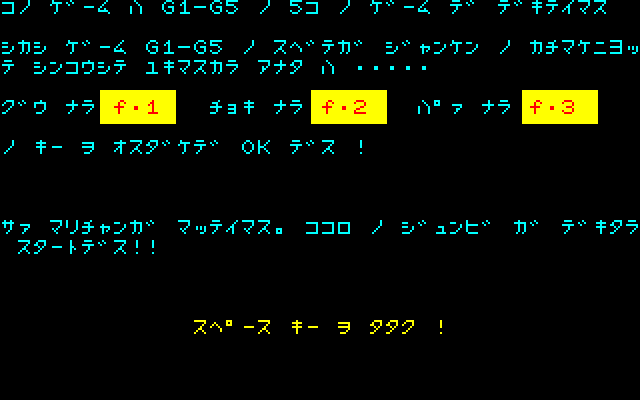 コノ ゲーム ハ G1-G5 ノ 5コ ノ ゲーム デ デキテイマス
シカシ ゲーム G1-G5 ノ スベテガ ジャンケン ノ カチマケニヨッ
テ シンコウシテ ユキマスカラ アナタ ハ ・・・・・
グウ ナラ f・1 チョキ ナラ f・2 パァ ナラ f・3
ノ キー ヲ オスダケデ OK デス !
サァ マリチャンガ マッテイマス。 ココロ ノ ジュンビ ガ デキタラ
スタートデス!!
スペース キー ヲ タタク !